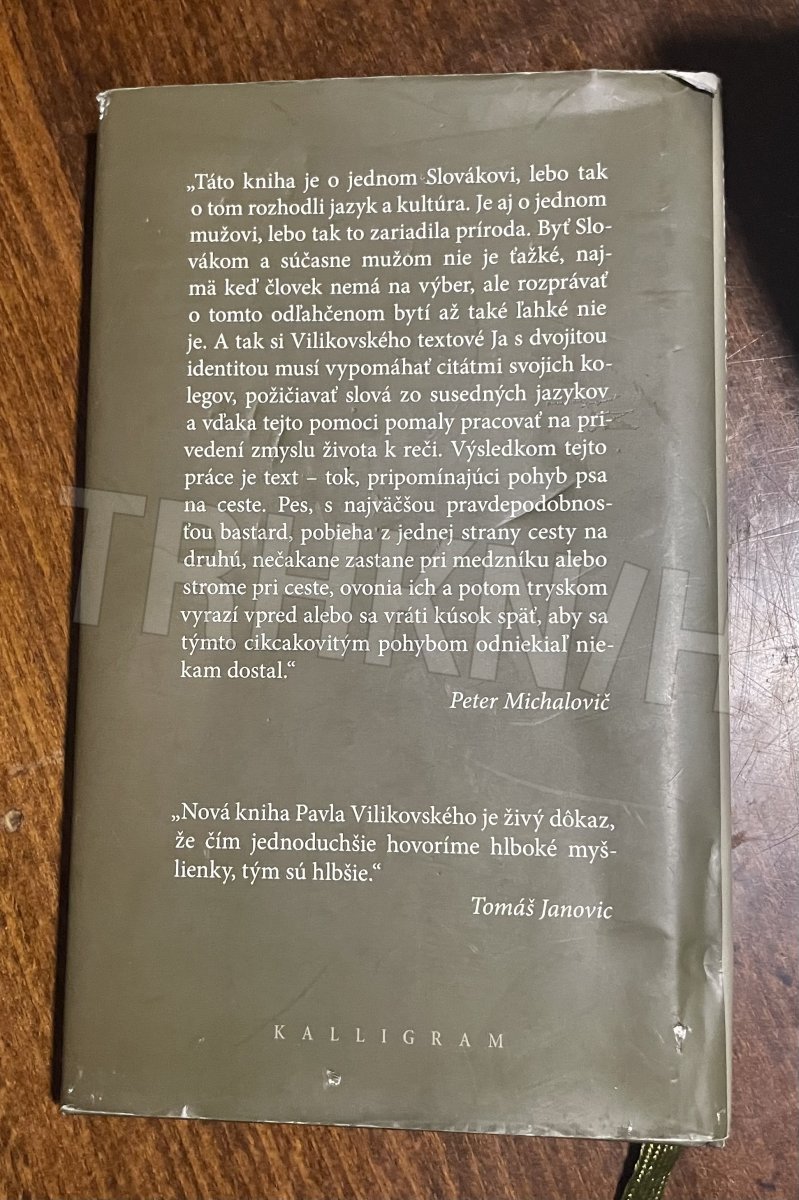 „Táto kniha je o jednom Slovákovi, lebo tak
o tom rozhodli jazyk a kultúra. Je aj o jednom
mužovi, lebo tak to zariadila príroda. Byť Slo-
vákom a súčasne mužom nie je ťažké, naj-
mä keď človek nemá na výber, ale rozprávať
o tomto odľahčenom bytí až také ľahké nie
je. A tak si Vilikovského textové Ja s dvojitou
identitou musí vypomáhať citátmi svojich ko-
legov, požičiavať slová zo susedných jazykov
a vďaka tejto pomoci pomaly pracovať na pri-
vedení zmyslu života k reči. Výsledkom tejto
práce je text – tok, pripomínajúci pohyb psa
na ceste. Pes, s najväčšou pravdepodobnos-
ťou bastard, pobieha z jednej strany cesty na
druhú, nečakane zastane pri medzníku alebo
strome pri ceste, ovonia ich a potom tryskom
vyrazí vpred alebo sa vráti kúsok späť, aby sa
týmto cikcakovitým pohybom odniekiaľ nie-
kam dostal.“
Peter Michalovič
„Nová kniha Pavla Vilikovského je živý dôkaz,
že čím jednoduchšie hovoríme hlboké myš-
lienky, tým sú hlbšie.“
Tomáš Janovic
KALLIGRAM
TRHKNIH